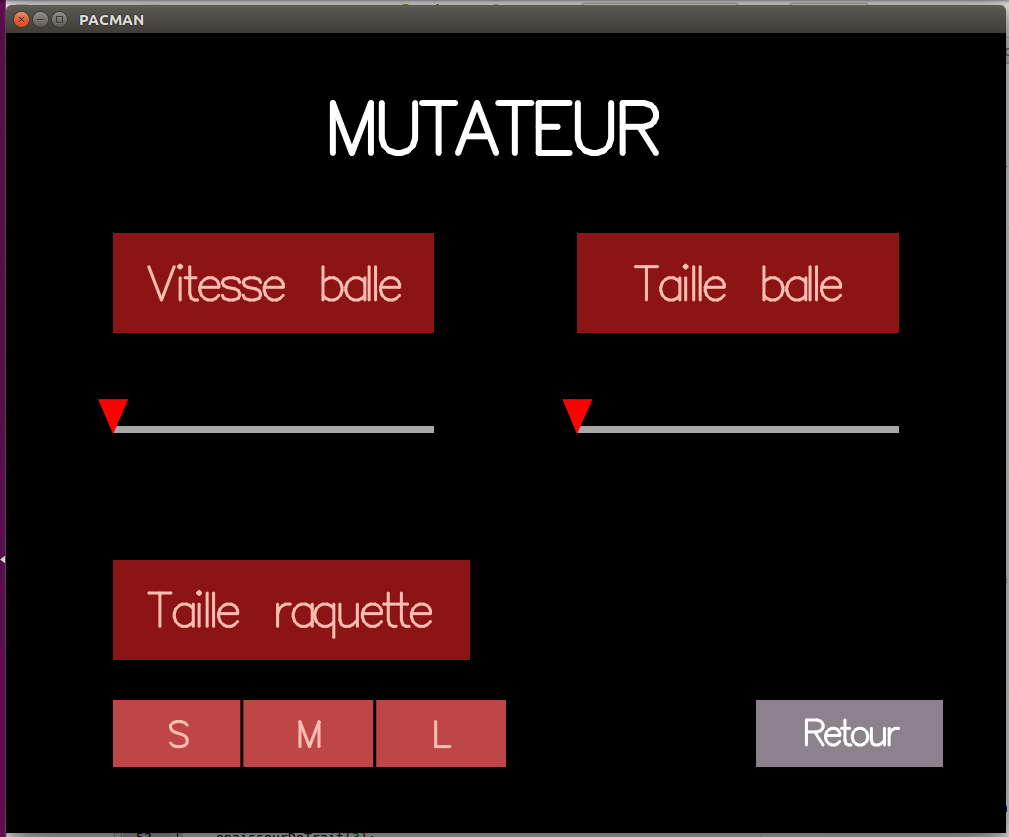 PACMAN
MUTATEUR
Vitesse balle
Taille balle
Taille raquette
S M L
Retour